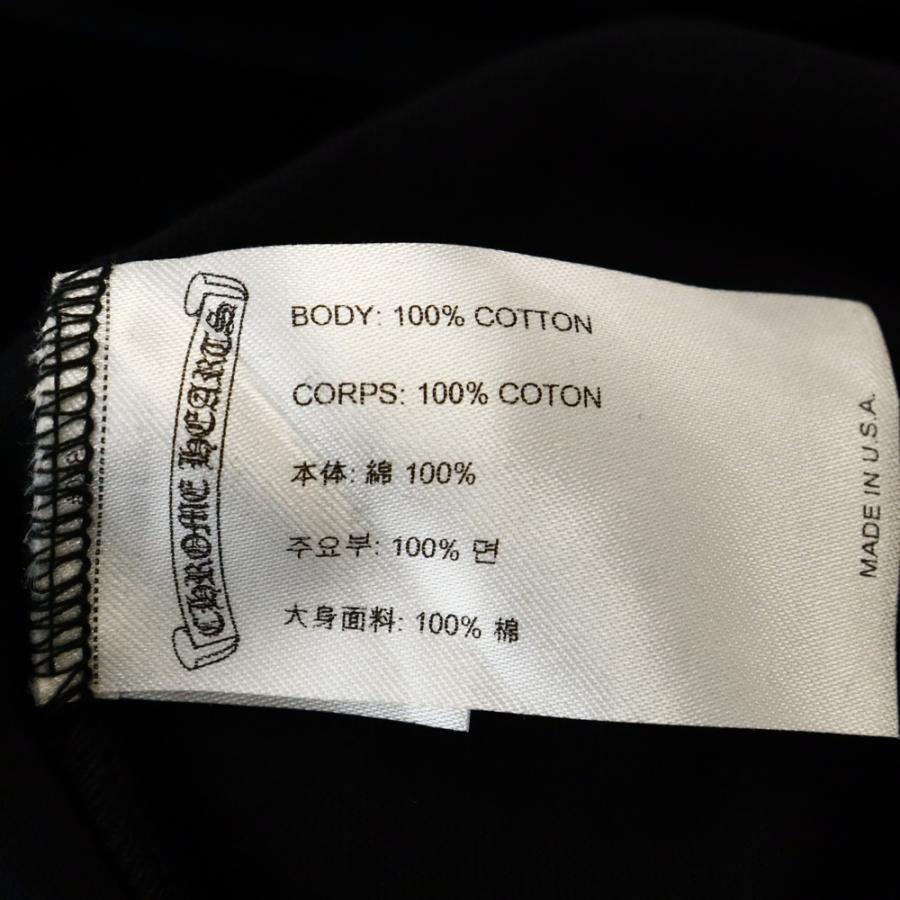 CHROME HEARTS
BODY: 100% COTTON
CORPS: 100% COTON
本体: 綿 100%
주요부: 100% 면
大身面料: 100% 棉
MADE IN U.S.A.